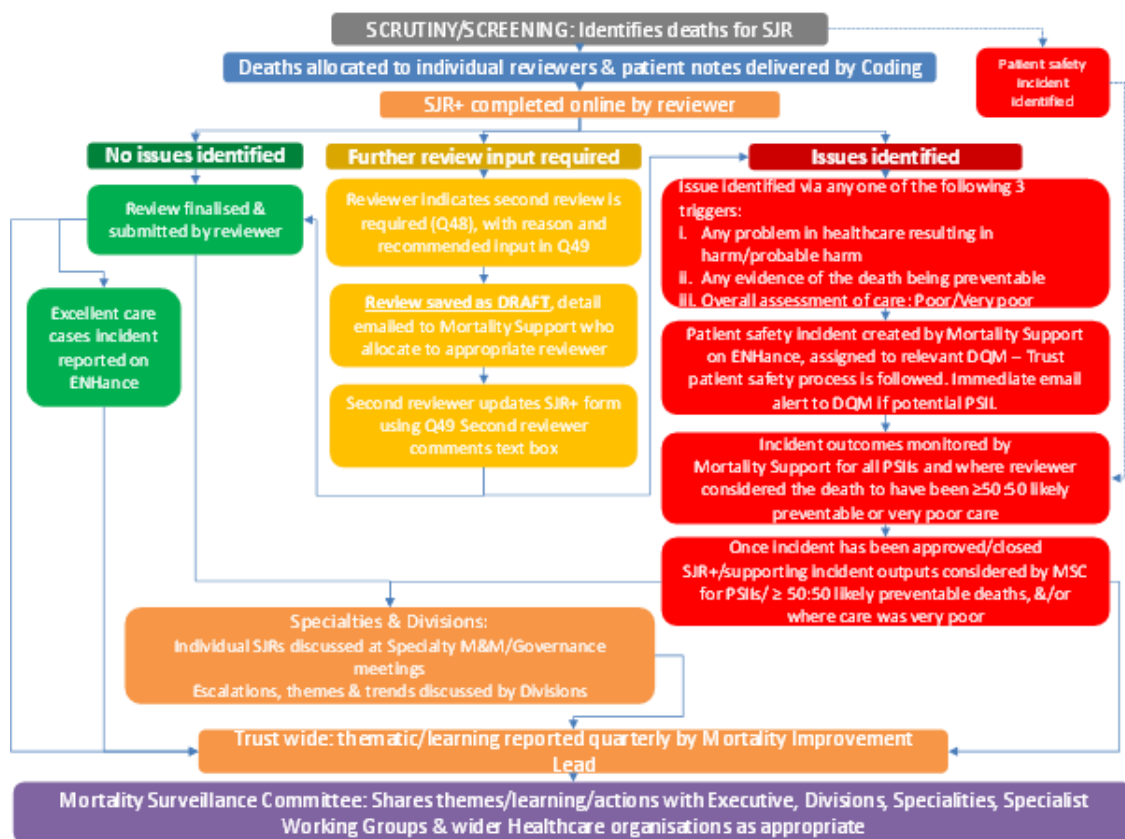 SCRUTINY/SCREENING: Identifies deaths for SJR
Patient safety
incident
identified
Deaths allocated to individual reviewers & patient notes delivered by Coding
SJR+ completed online by reviewer
No issues identified
Further review input required
Issues identified
Review finalised &
submitted by reviewer
Excellent care
cases incident
reported on
ENHance
Reviewer indicates second review is
required (Q48), with reason and
recommended input in Q49
Review saved as DRAFT, detail
emailed to Mortality Support who
allocate to appropriate reviewer
Second reviewer updates SJR+ form
using Q49 Second reviewer
comments text box
Issue identified via any one of the following 3
triggers:
i. Any problem in healthcare resulting in
harm/probable harm
ii. Any evidence of the death being preventable
iii. Overall assessment of care: Poor/Very poor
Patient safety incident created by Mortality Support
on ENHance, assigned to relevant DQM – Trust
patient safety process is followed. Immediate email
alert to DQM if potential PSII
Incident outcomes monitored by
Mortality Support for all PSIIs and where reviewer
considered the death to have been ≥50:50 likely
preventable or very poor care
Once incident has been approved/closed
SJR+/supporting incident outputs considered by MSC
for PSIIs/ ≥ 50:50 likely preventable deaths, &/or
where care was very poor
Specialties & Divisions:
Individual SJRs discussed at Specialty M&M/Governance
meetings
Escalations, themes & trends discussed by Divisions
Trust wide: thematic/learning reported quarterly by Mortality Improvement
Lead
Mortality Surveillance Committee: Shares themes/learning/actions with Executive, Divisions, Specialities, Specialist
Working Groups & wider Healthcare organisations as appropriate